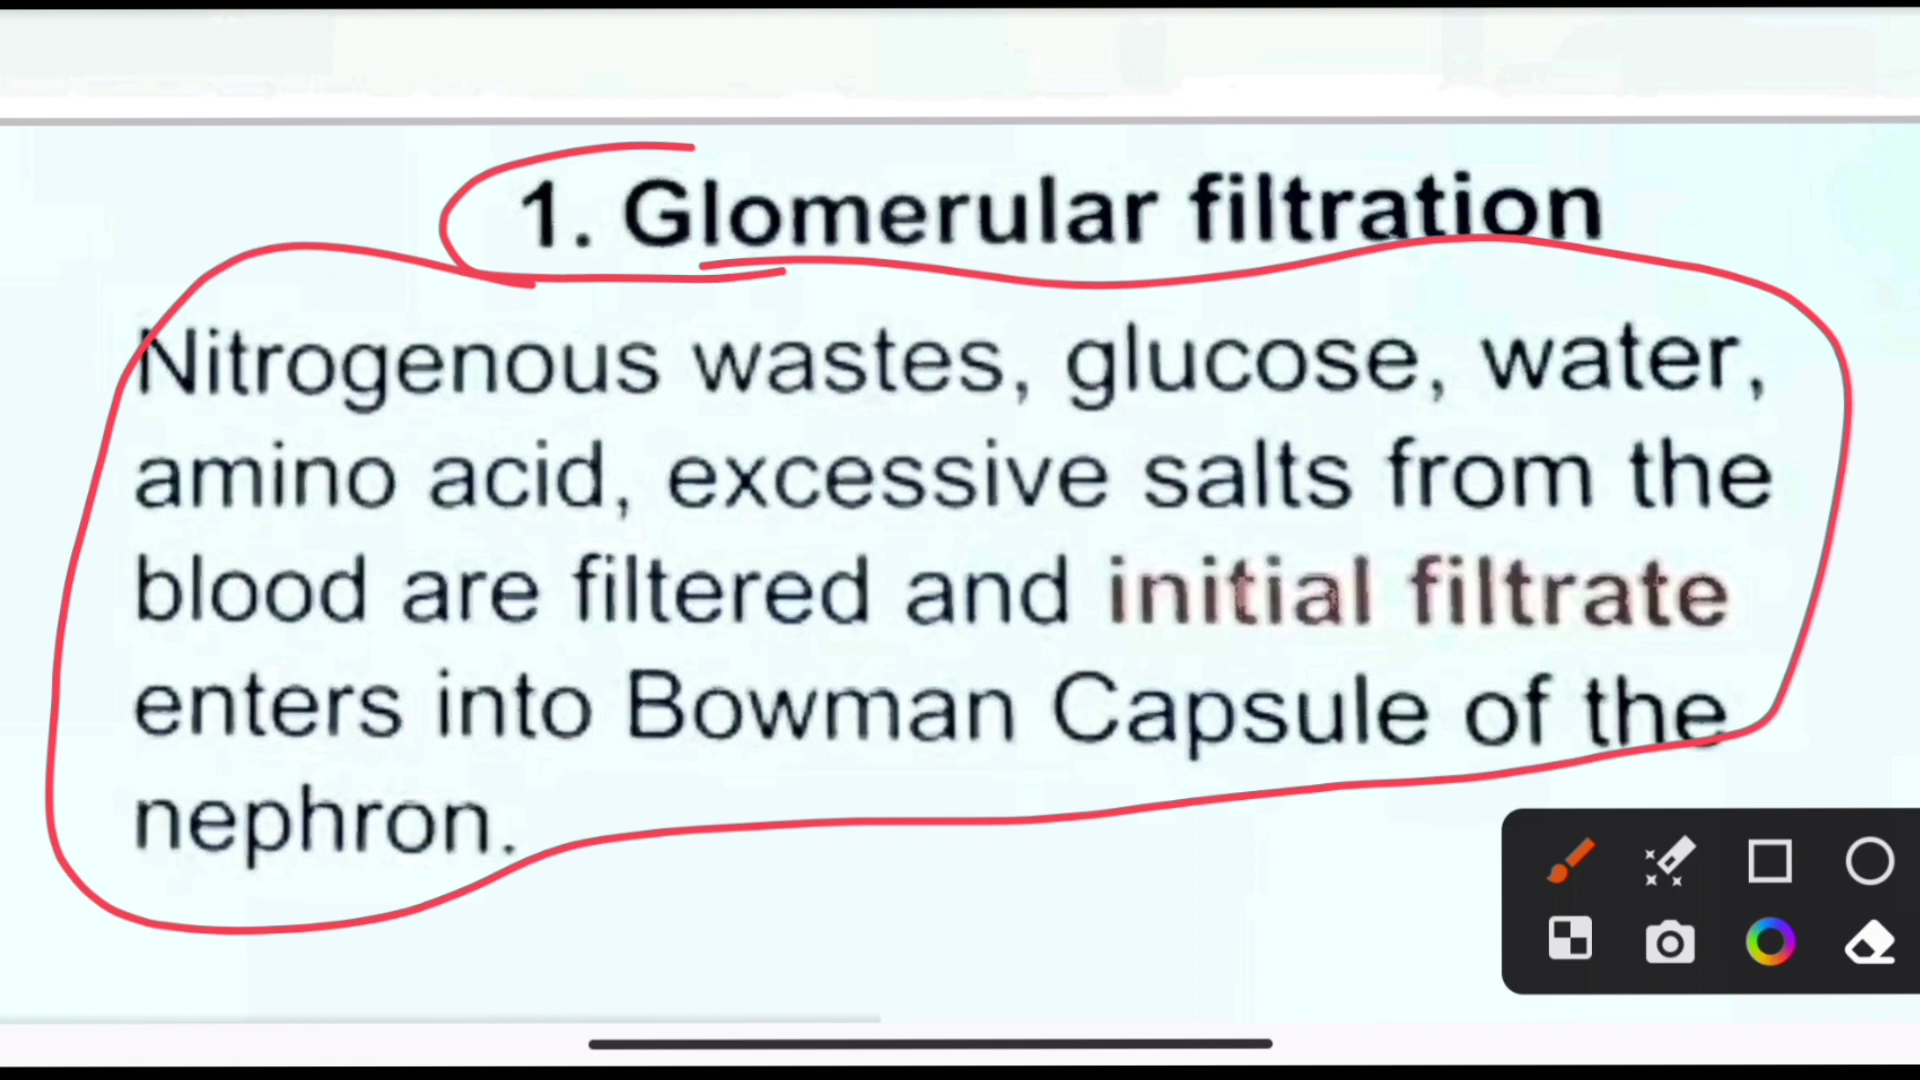 1. Glomerular filtration
Nitrogenous wastes, glucose, water,
amino acid, excessive salts from the
blood are filtered and initial filtrate
enters into Bowman Capsule of the
nephron.